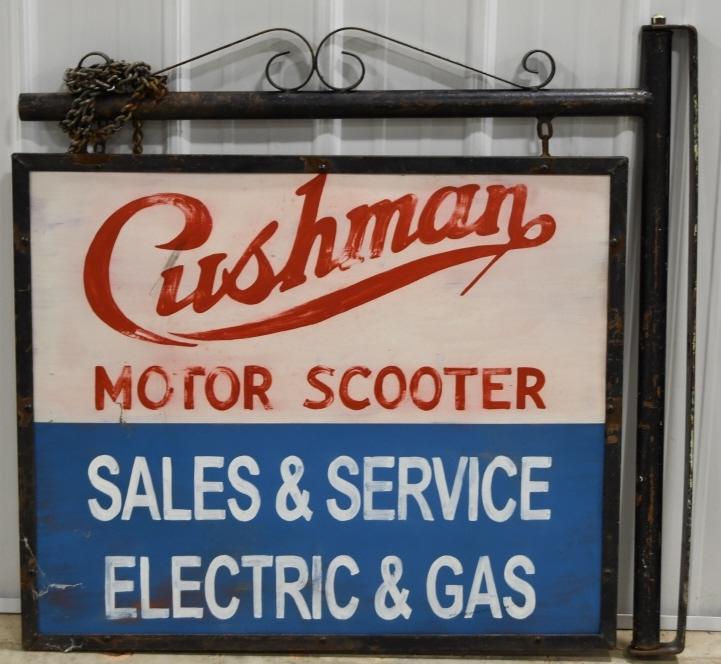 Cushman
MOTOR SCOOTER
SALES & SERVICE
ELECTRIC & GAS